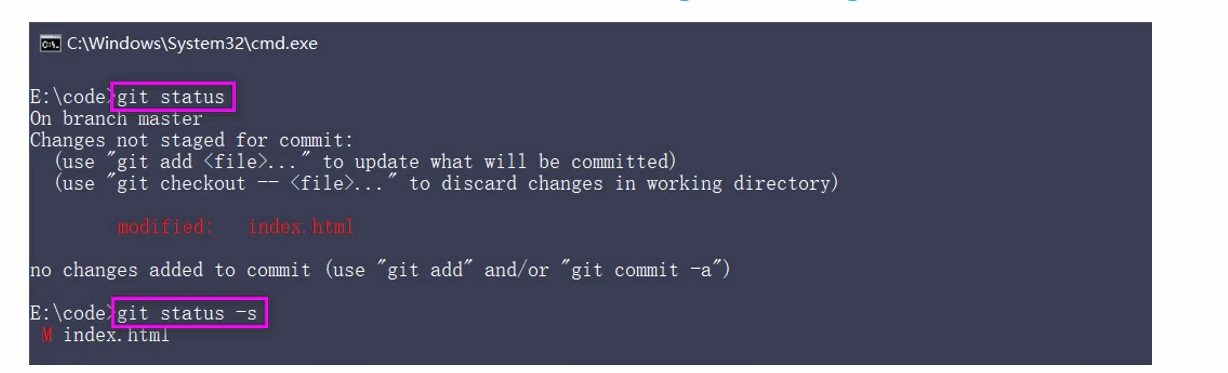 C:\Windows\System32\cmd.exe
E:\code>git status
On branch master
Changes not staged for commit:
(use "git add <file>..." to update what will be committed)
(use "git checkout -- <file>..." to discard changes in working directory)
modified: index.html
no changes added to commit (use "git add" and/or "git commit -a")
E:\code>git status -s
M index.html